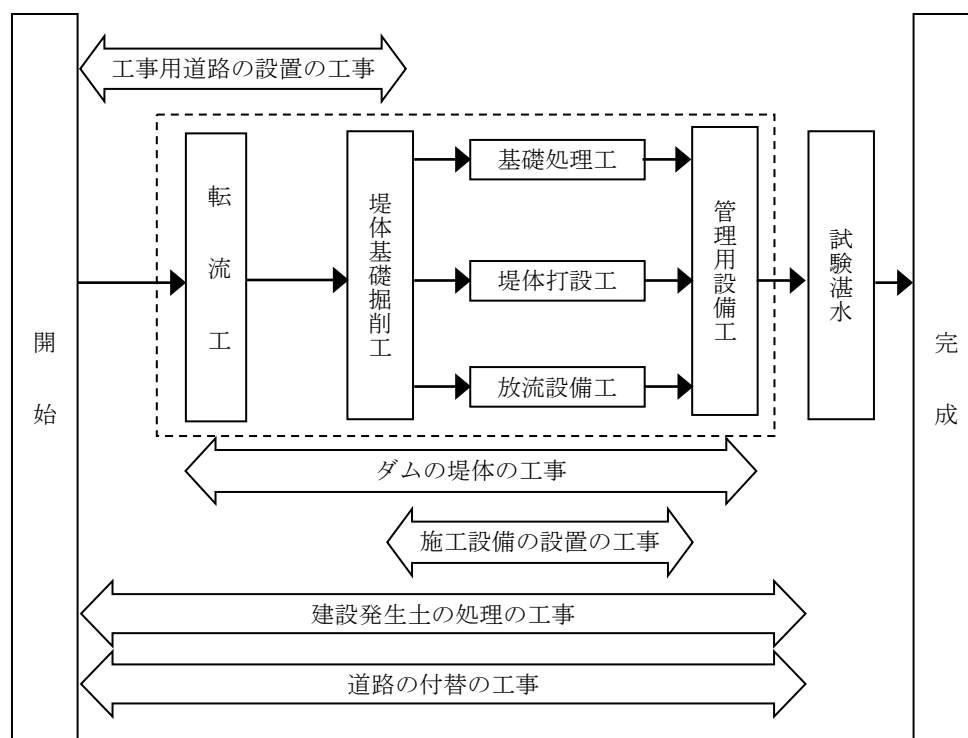 工事用道路の設置の工事
開始
転流工
堤体基礎掘削工
基礎処理工
堤体打設工
放流設備工
管理用設備工
試験湛水
完成
ダムの堤体の工事
施工設備の設置の工事
建設発生土の処理の工事
道路の付替の工事